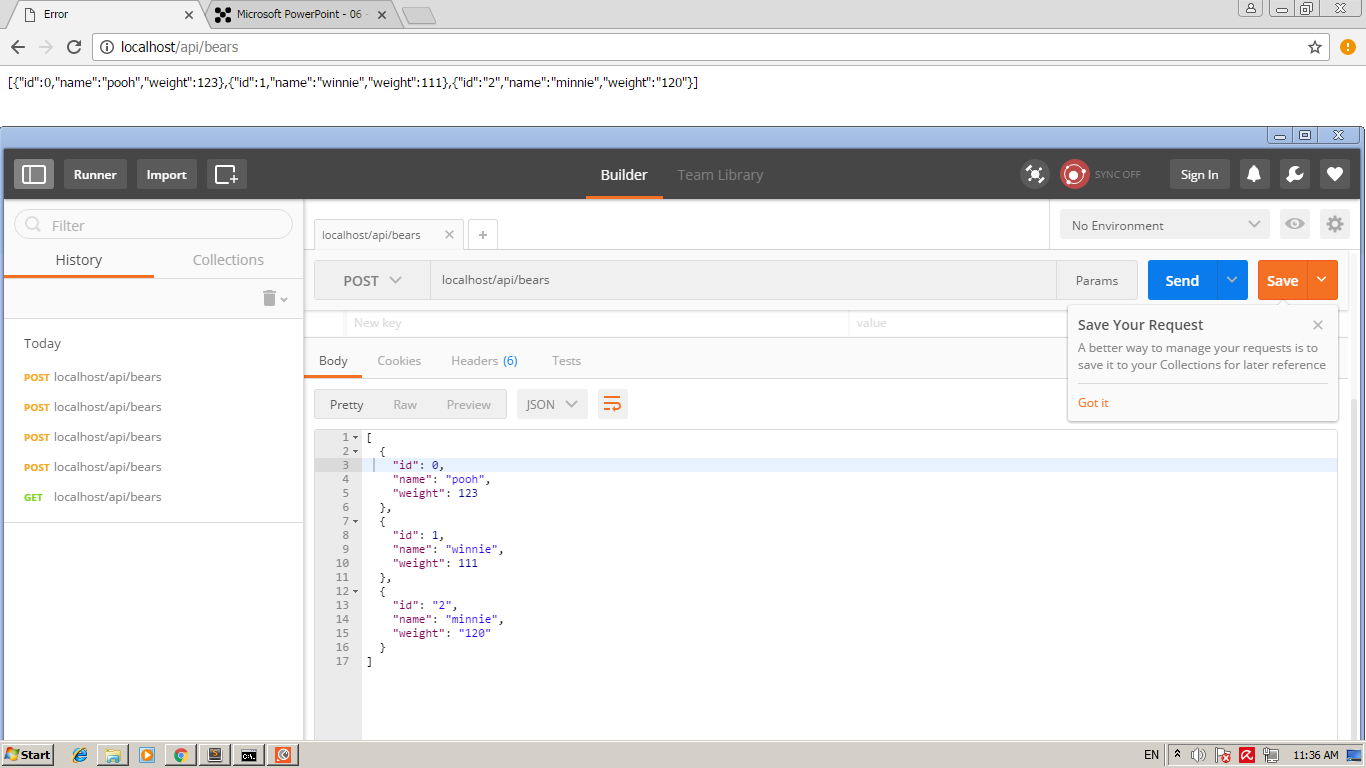 Error
Microsoft PowerPoint - 06
localhost/api/bears
[{"id":0,"name":"pooh","weight":123},{"id":1,"name":"winnie","weight":111},{"id":"2","name":"minnie","weight":"120"}]
Runner
Import
Builder
Team Library
SYNC OFF
Sign In
Filter
History
Collections
Today
POST localhost/api/bears
POST localhost/api/bears
POST localhost/api/bears
POST localhost/api/bears
GET localhost/api/bears
localhost/api/bears
No Environment
POST
localhost/api/bears
Params
Send
Save
New key
value
Save Your Request
A better way to manage your requests is to
save it to your Collections for later reference
Got it
Body
Cookies
Headers (6)
Tests
Pretty
Raw
Preview
JSON
1 [
2 {
3 "id": 0,
4 "name": "pooh",
5 "weight": 123
6 },
7 {
8 "id": 1,
9 "name": "winnie",
10 "weight": 111
11 },
12 {
13 "id": "2",
14 "name": "minnie",
15 "weight": "120"
16 }
17 ]
Start
EN
11:36 AM